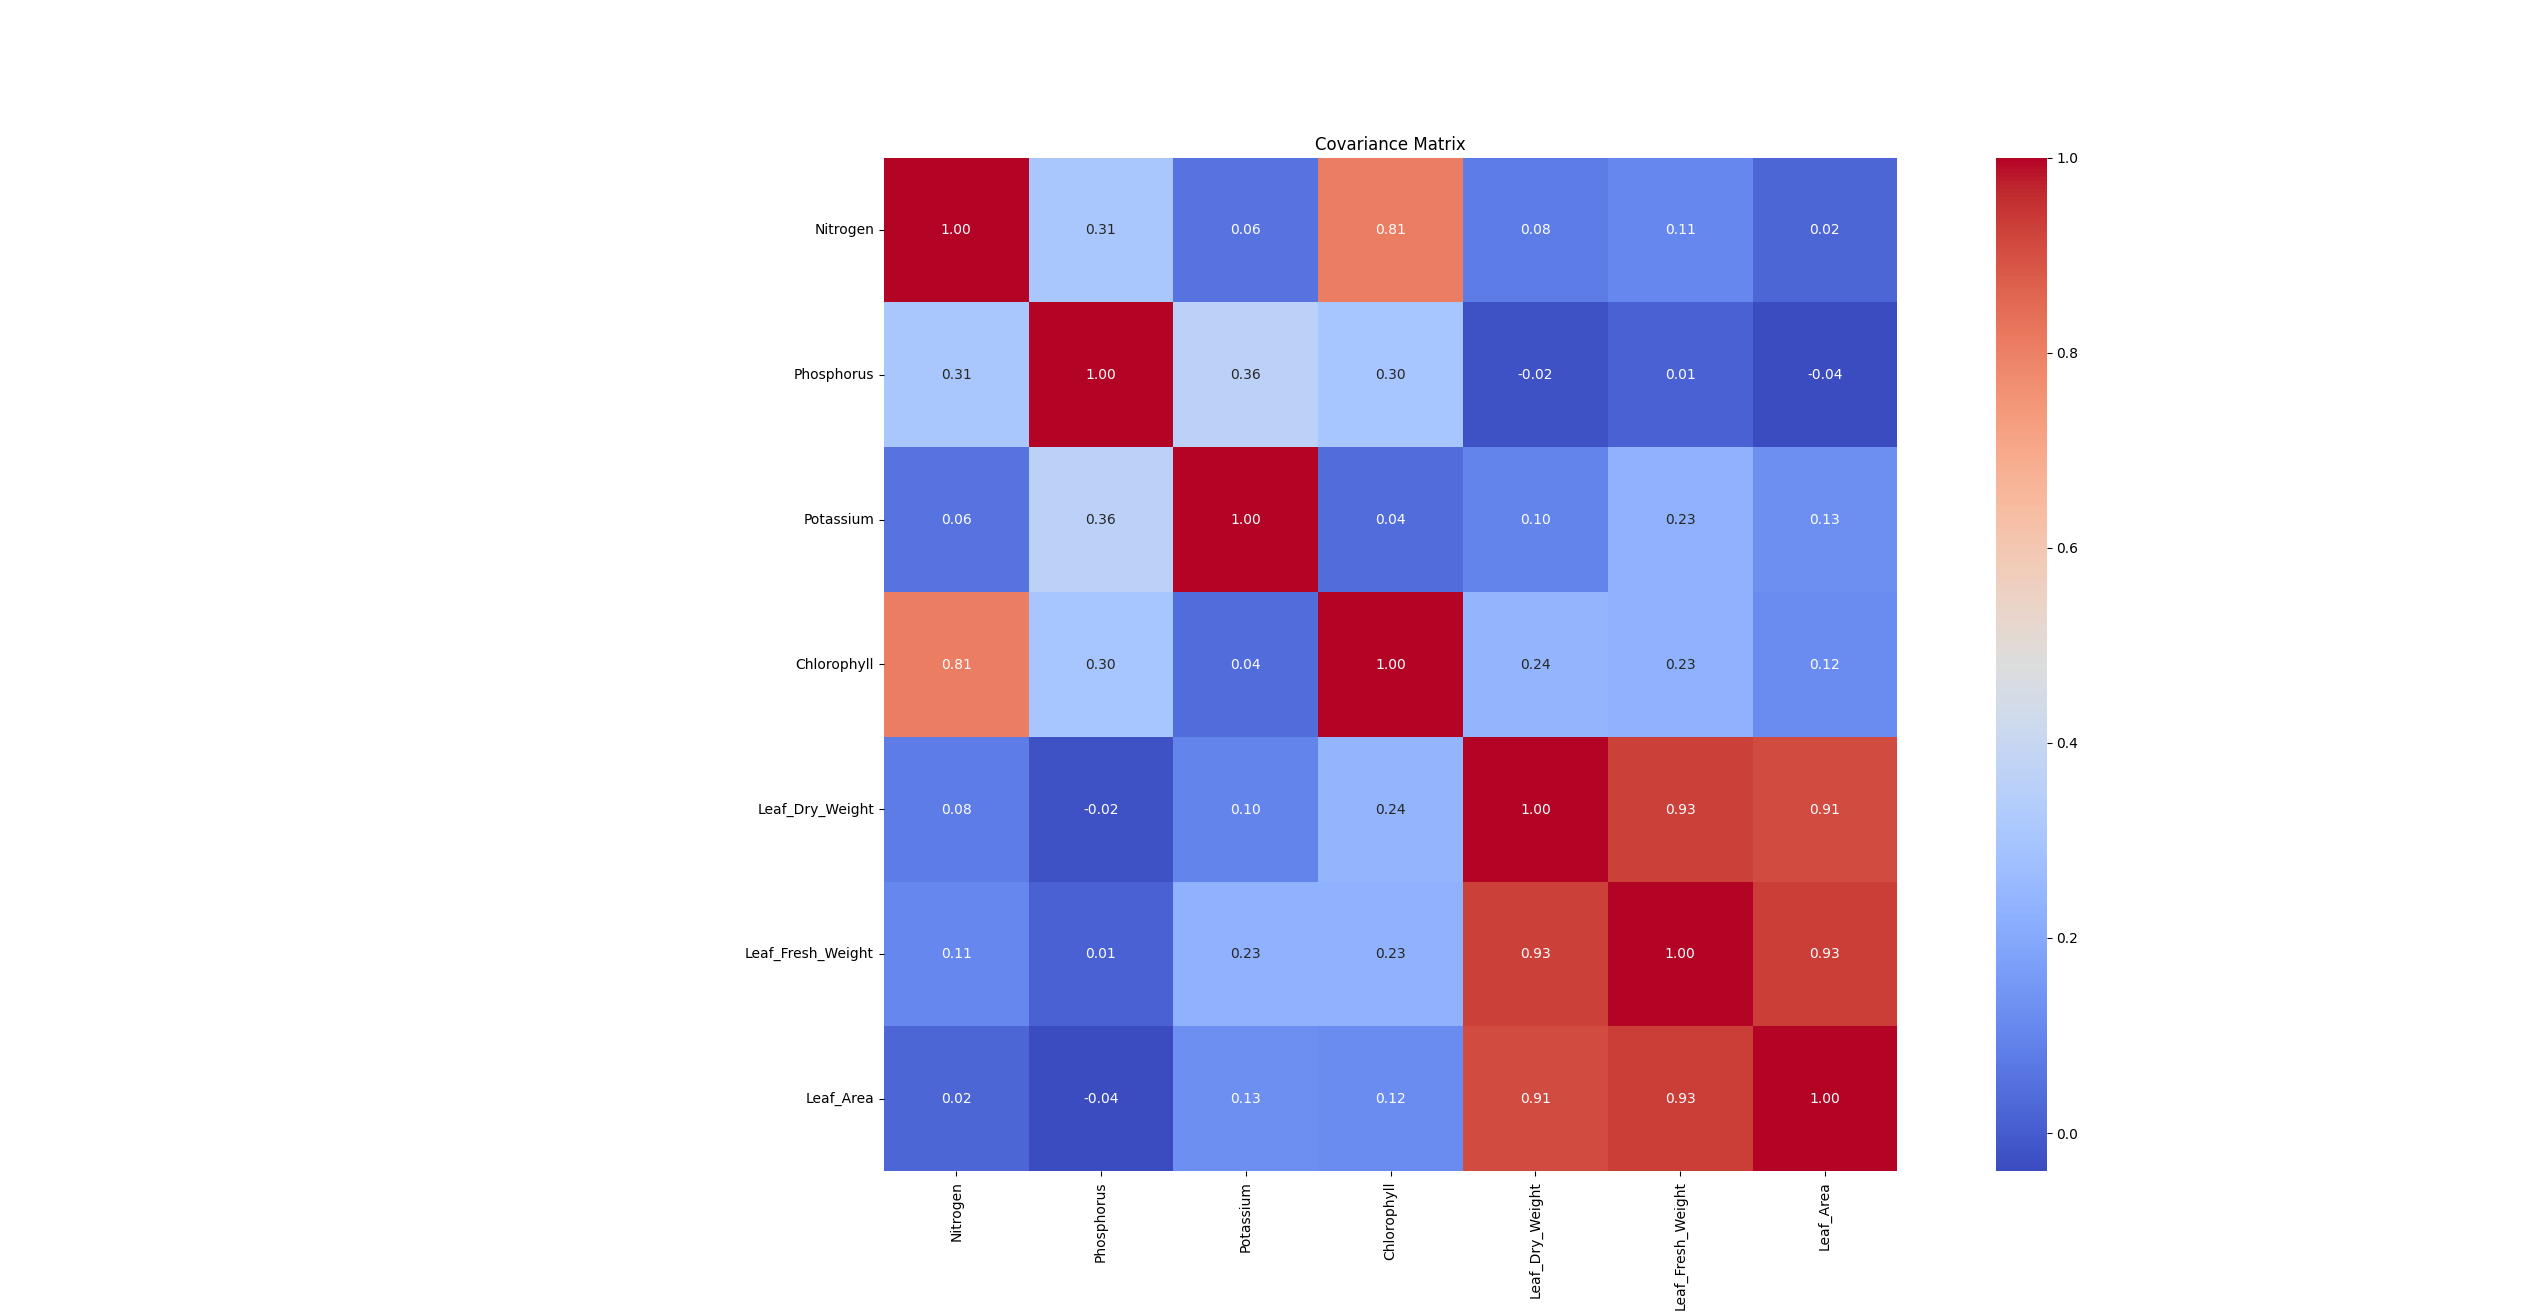 Covariance Matrix
Nitrogen 1.00 0.31 0.06 0.81 0.08 0.11 0.02
Phosphorus 0.31 1.00 0.36 0.30 -0.02 0.01 -0.04
Potassium 0.06 0.36 1.00 0.04 0.10 0.23 0.13
Chlorophyll 0.81 0.30 0.04 1.00 0.24 0.23 0.12
Leaf_Dry_Weight 0.08 -0.02 0.10 0.24 1.00 0.93 0.91
Leaf_Fresh_Weight 0.11 0.01 0.23 0.23 0.93 1.00 0.93
Leaf_Area 0.02 -0.04 0.13 0.12 0.91 0.93 1.00
Nitrogen
Phosphorus
Potassium
Chlorophyll
Leaf_Dry_Weight
Leaf_Fresh_Weight
Leaf_Area
1.0
0.8
0.6
0.4
0.2
0.0